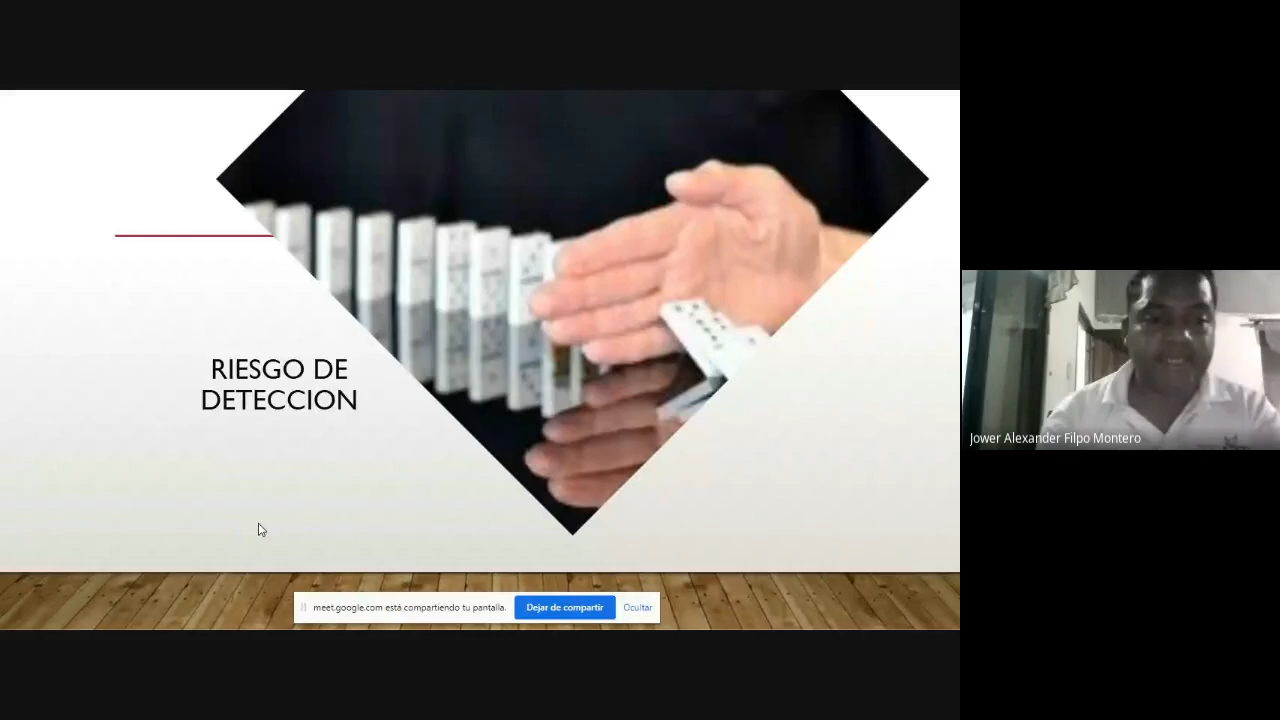 RIESGO DE
DETECCION
Jower Alexander Filpo Montero
meet.google.com está compartiendo tu pantalla.
Dejar de compartir
Ocultar